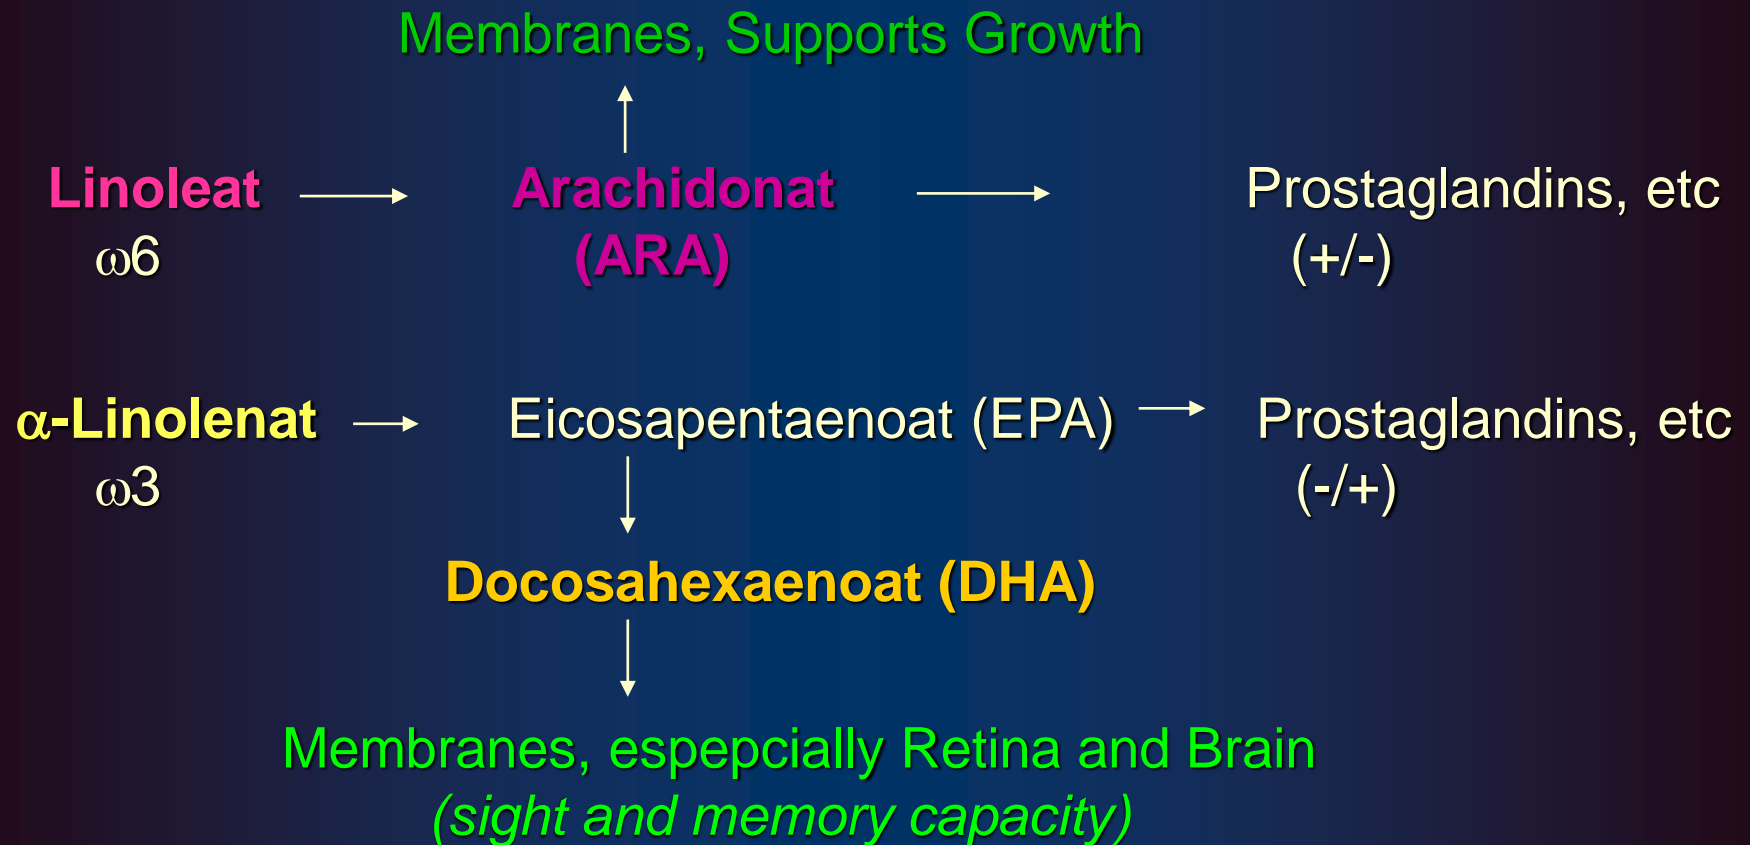 Membranes, Supports Growth
Linoleat Arachidonat Prostaglandins, etc
ω6 (ARA) (+/-)
α-Linolenat Eicosapentaenoat (EPA) Prostaglandins, etc
ω3 (-/+)
Docosahexaenoat (DHA)
Membranes, espepcially Retina and Brain
(sight and memory capacity)